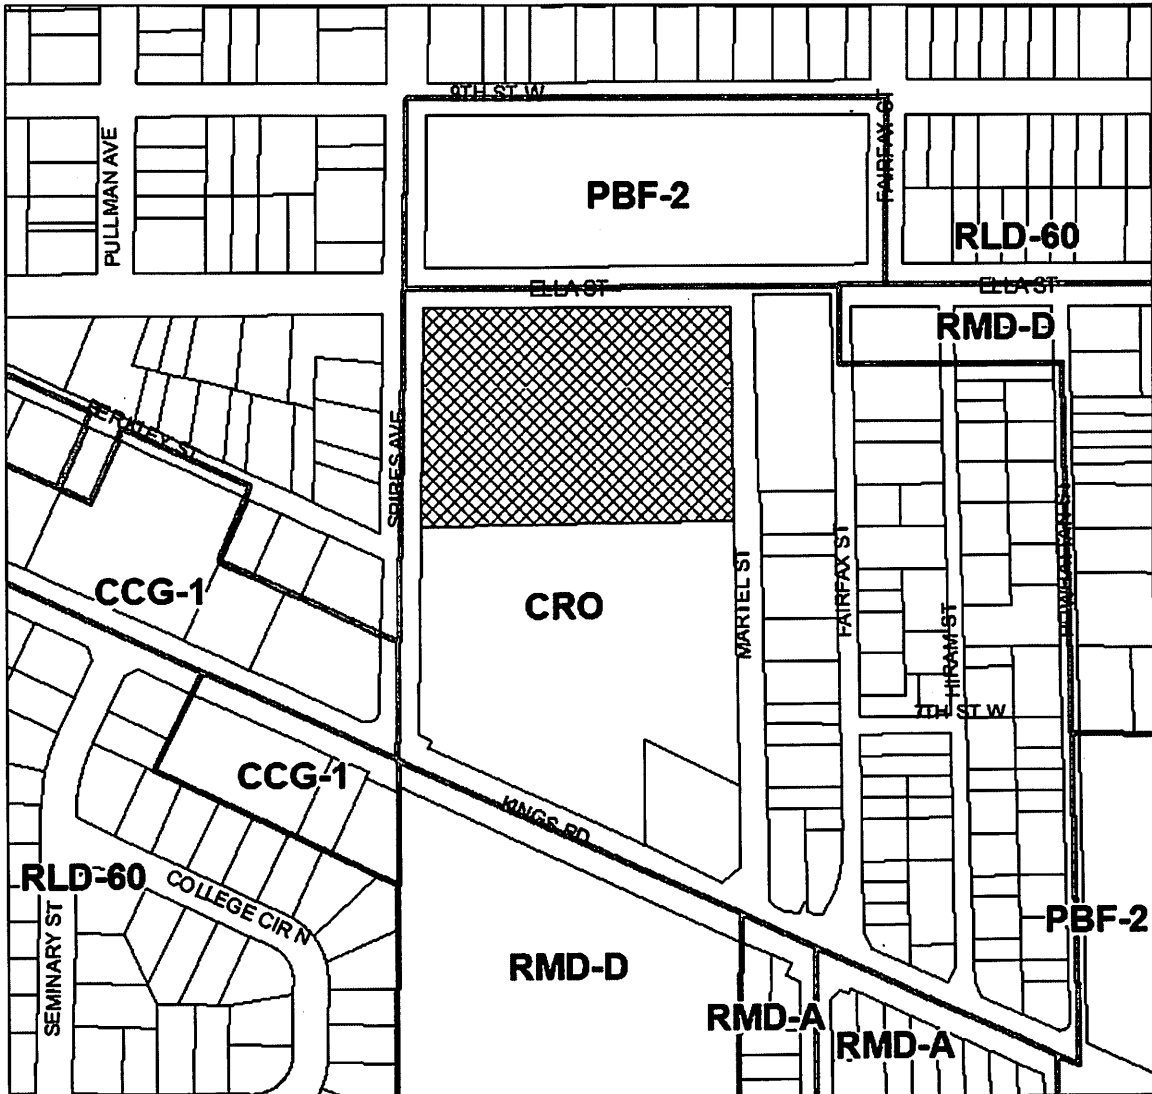 9TH ST W
FAIRFAX ST
PULLMAN AVE
PBF-2
RLD-60
ELLA ST
ELLA ST
RMD-D
SPIRES AVE
CCG-1
CRO
MARTEL ST
FAIRFAX ST
HIRAM ST
POWHATTAN ST
7TH ST W
CCG-1
KINGS RD
RLD-60
COLLEGE CIR N
SEMINARY ST
RMD-D
PBF-2
RMD-A
RMD-A